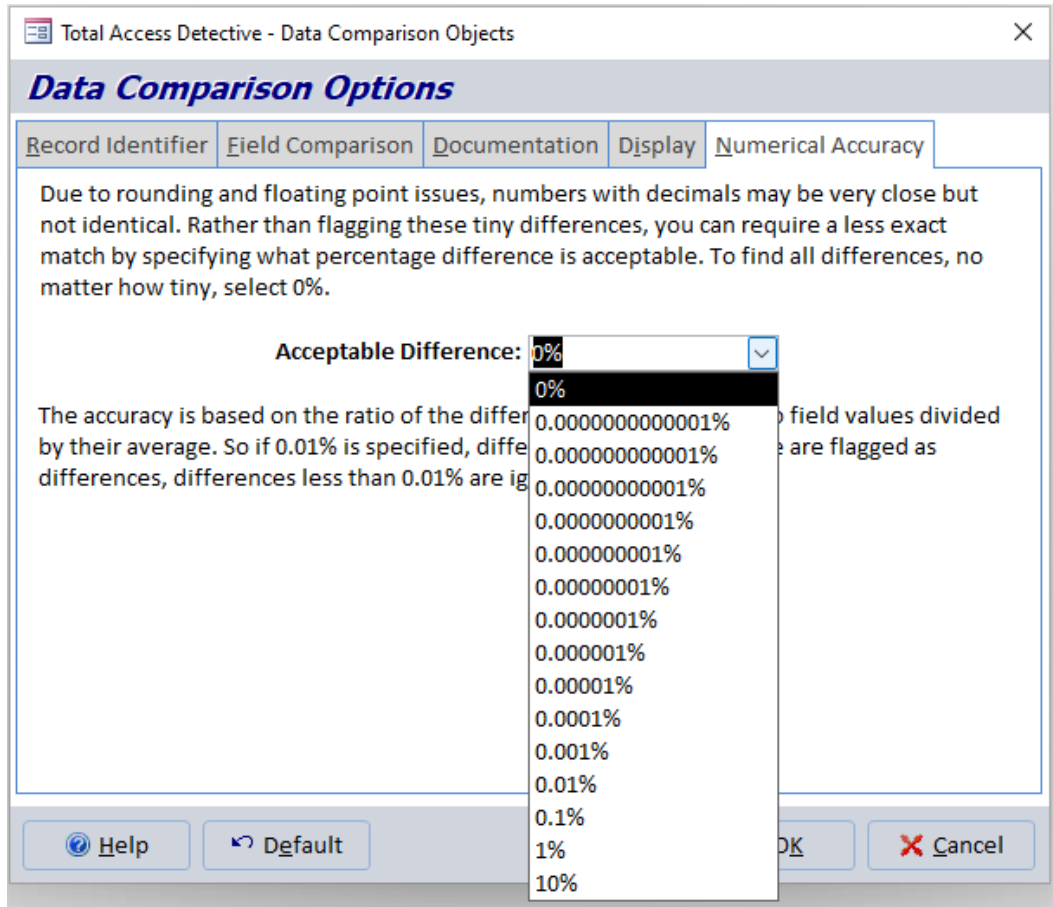 Total Access Detective - Data Comparison Objects
Data Comparison Options
Record Identifier Field Comparison Documentation Display Numerical Accuracy
Due to rounding and floating point issues, numbers with decimals may be very close but
not identical. Rather than flagging these tiny differences, you can require a less exact
match by specifying what percentage difference is acceptable. To find all differences, no
matter how tiny, select 0%.
Acceptable Difference: 0%
0%
0.0000000000001%
0.000000000001%
0.00000000001%
0.0000000001%
0.000000001%
0.00000001%
0.0000001%
0.000001%
0.00001%
0.0001%
0.001%
0.01%
0.1%
1%
10%
The accuracy is based on the ratio of the field values divided
by their average. So if 0.01% is specified, are flagged as
differences, differences less than 0.01% are
Help Default Cancel